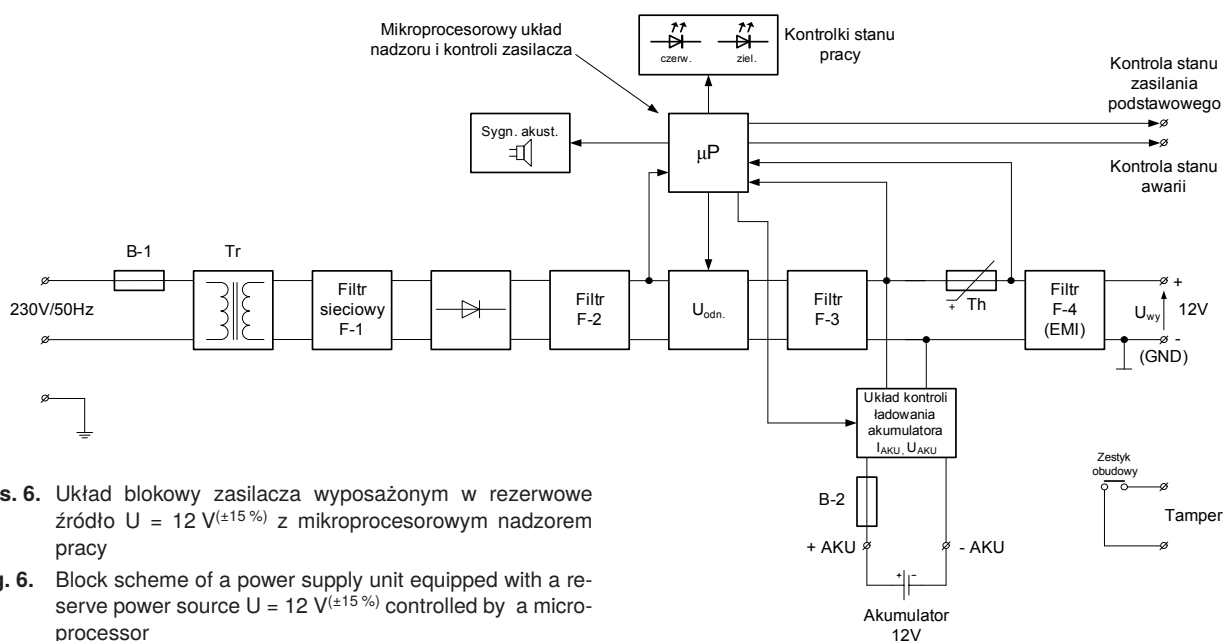 Mikroprocesorowy układ
nadzoru i kontroli zasilacza
czerw.
ziel.
Kontrolki stanu
pracy
Kontrola stanu
zasilania
podstawowego
Sygn. akust.
µP
Kontrola stanu
awarii
B-1
Tr
230V/50Hz
Filtr
sieciowy
F-1
Filtr
F-2
Uodn.
Filtr
F-3
+
Th
Filtr
F-4
(EMI)
+
Uwy
12V
-
(GND)
Układ kontroli
ładowania
akumulatora
IAKU, UAKU
B-2
+ AKU
- AKU
+
-
Akumulator
12V
Zestyk
obudowy
Tamper
s. 6. Układ blokowy zasilacza wyposażonym w rezerwowe
źródło U = 12 V(±15 %) z mikroprocesorowym nadzorem
pracy
g. 6. Block scheme of a power supply unit equipped with a re-
serve power source U = 12 V(±15 %) controlled by a micro-
processor